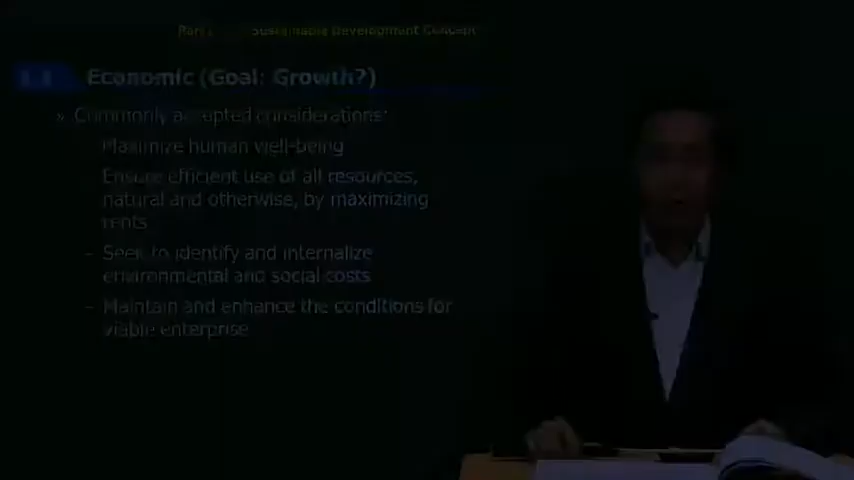 Sustainable Development Concept
Economic (Goal: Growth?)
» Commonly accepted considerations:
Maximize human well-being
Ensure efficient use of all resources,
natural and otherwise, by maximizing
rents
- Seek to identify and internalize
environmental and social costs
- Maintain and enhance the conditions for
viable enterprise